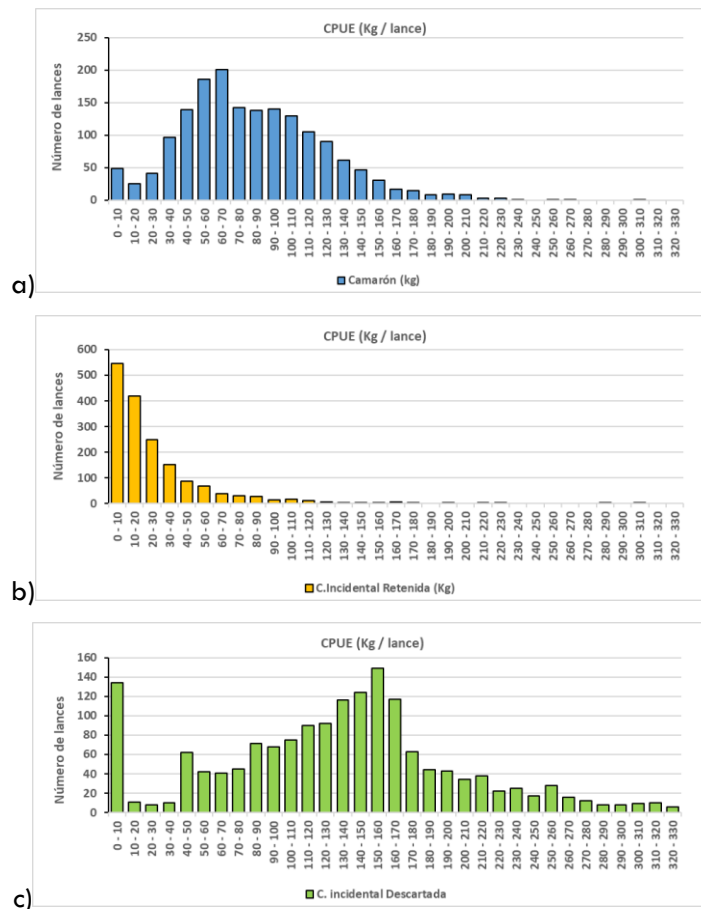 CPUE (Kg / lance)
250
200
150
100
50
0
Número de lances
0 - 10
10 - 20
20 - 30
30 - 40
40 - 50
50 - 60
60 - 70
70 - 80
80 - 90
90 - 100
100 - 110
110 - 120
120 - 130
130 - 140
140 - 150
150 - 160
160 - 170
170 - 180
180 - 190
190 - 200
200 - 210
210 - 220
220 - 230
230 - 240
240 - 250
250 - 260
260 - 270
270 - 280
280 - 290
290 - 300
300 - 310
310 - 320
320 - 330
Camarón (kg)
a)
CPUE (Kg / lance)
600
500
400
300
200
100
0
Número de lances
0 - 10
10 - 20
20 - 30
30 - 40
40 - 50
50 - 60
60 - 70
70 - 80
80 - 90
90 - 100
100 - 110
110 - 120
120 - 130
130 - 140
140 - 150
150 - 160
160 - 170
170 - 180
180 - 190
190 - 200
200 - 210
210 - 220
220 - 230
230 - 240
240 - 250
250 - 260
260 - 270
270 - 280
280 - 290
290 - 300
300 - 310
310 - 320
320 - 330
C.Incidental Retenida (Kg)
b)
CPUE (Kg / lance)
160
140
120
100
80
60
40
20
0
Número de lances
0 - 10
10 - 20
20 - 30
30 - 40
40 - 50
50 - 60
60 - 70
70 - 80
80 - 90
90 - 100
100 - 110
110 - 120
120 - 130
130 - 140
140 - 150
150 - 160
160 - 170
170 - 180
180 - 190
190 - 200
200 - 210
210 - 220
220 - 230
230 - 240
240 - 250
250 - 260
260 - 270
270 - 280
280 - 290
290 - 300
300 - 310
310 - 320
320 - 330
C. incidental Descartada
c)